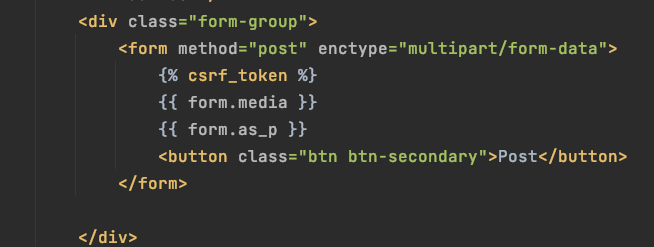 <div class="form-group">
<form method="post" enctype="multipart/form-data">
{% csrf_token %}
{{ form.media }}
{{ form.as_p }}
<button class="btn btn-secondary">Post</button>
</form>
</div>